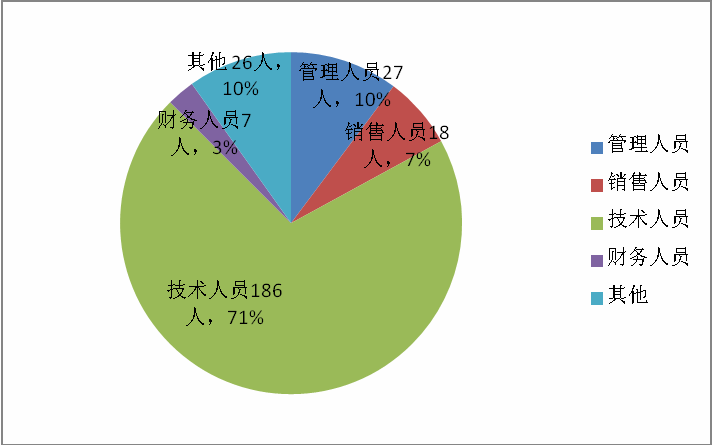 其他 26人，
10%
管理人员27
人，10%
销售人员18
人，7%
财务人员7
人，3%
技术人员186
人，71%
管理人员
销售人员
技术人员
财务人员
其他